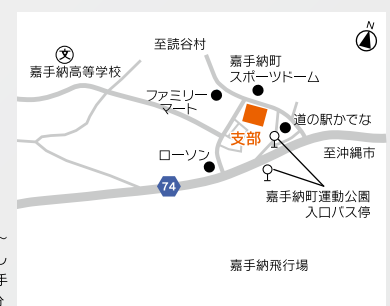 N
至読谷村
文
嘉手納高等学校
嘉手納町
スポーツドーム
ファミリー
マート
道の駅かでな
支部
至沖縄市
ローソン
74
嘉手納町運動公園
入口バス停
嘉手納飛行場
～
ン
手